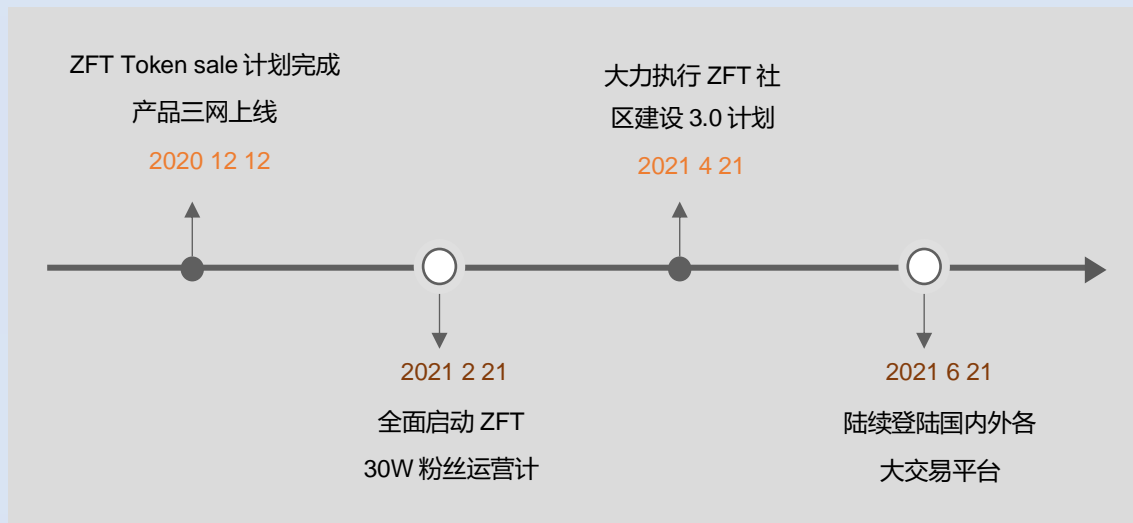 ZFT Token sale 计划完成
产品三网上线
2020 12 12
大力执行 ZFT 社
区建设 3.0 计划
2021 4 21
2021 2 21
全面启动 ZFT
30W 粉丝运营计
2021 6 21
陆续登陆国内外各
大交易平台